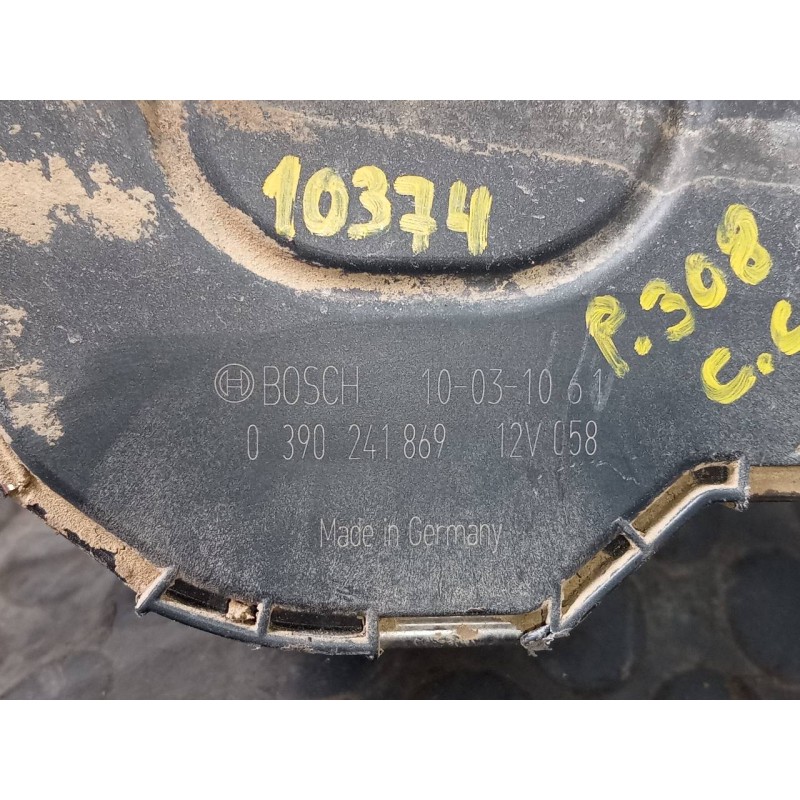 10374
P.308
C.C
BOSCH 10-03-10 61
0 390 241 869 12V 058
Made in Germany